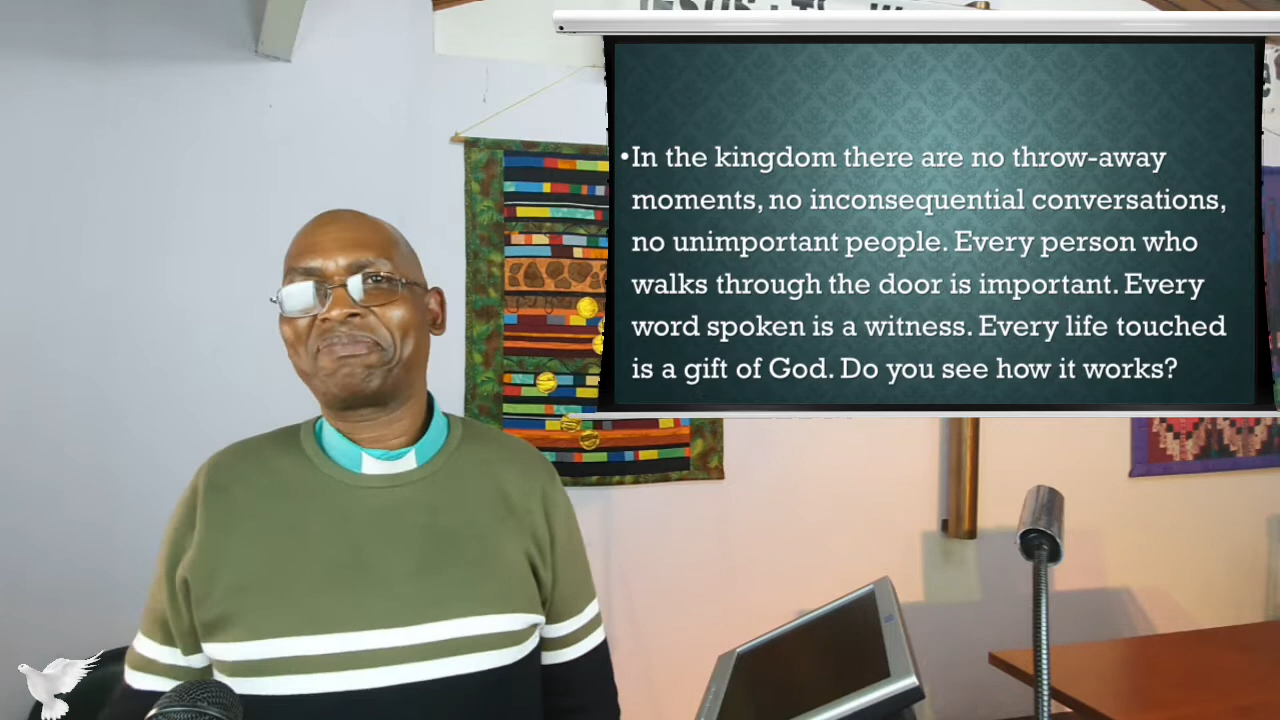 •In the kingdom there are no throw-away
moments, no inconsequential conversations,
no unimportant people. Every person who
walks through the door is important. Every
word spoken is a witness. Every life touched
is a gift of God. Do you see how it works?